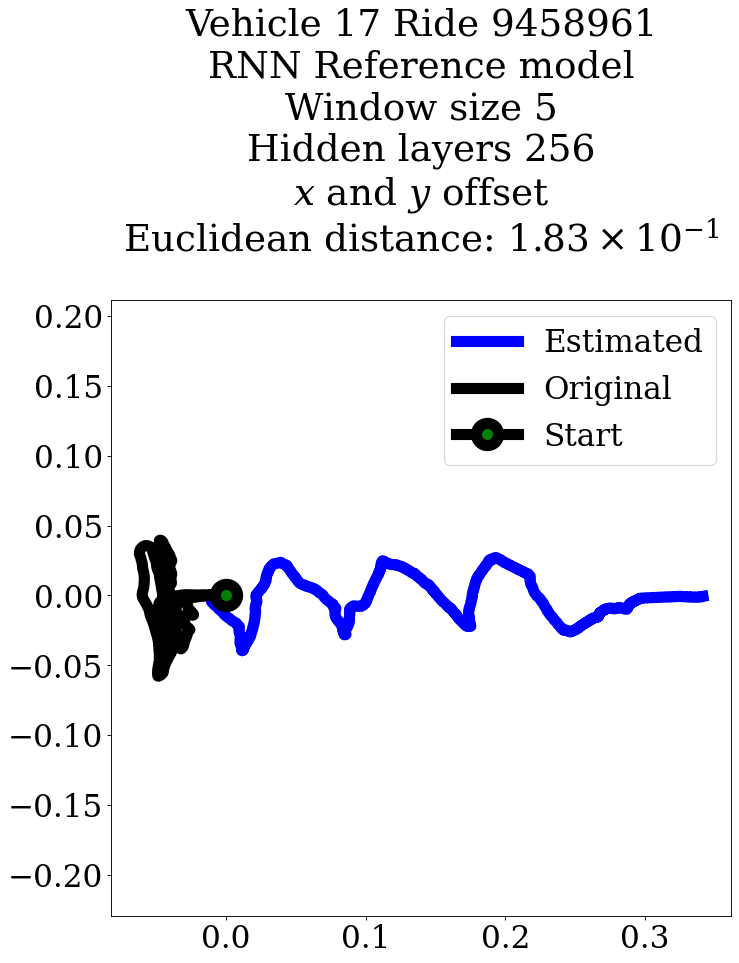 Vehicle 17 Ride 9458961
RNN Reference model
Window size 5
Hidden layers 256
x and y offset
Euclidean distance: 1.83 × 10⁻¹
Estimated
Original
Start
0.20
0.15
0.10
0.05
0.00
−0.05
−0.10
−0.15
−0.20
0.0 0.1 0.2 0.3